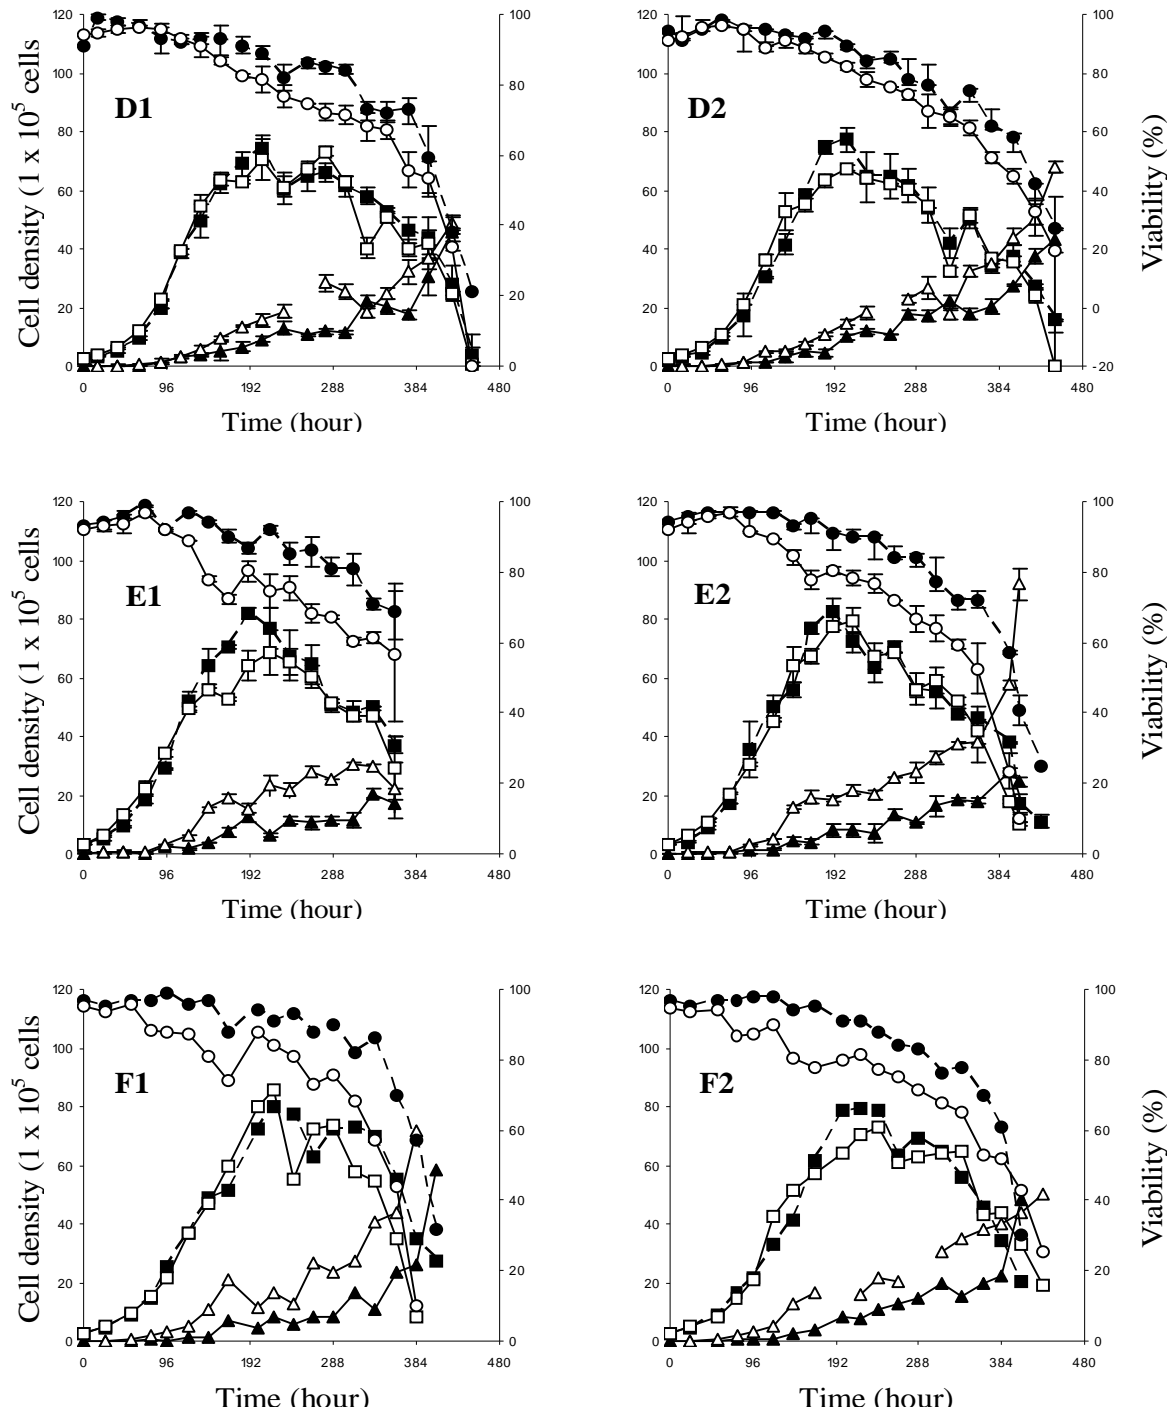 120 100 120 100
100 80 100 80
D1 D2
80 60 80 60
60 40 60 40
40 20 40 20
20 0 20 0
0 0 0 -20
0 96 192 288 384 480 0 96 192 288 384 480
Cell density (1 x 10⁵ cells
Viability (%)
Time (hour) Time (hour)
120 100 120 100
100 80 100 80
E1 E2
80 60 80 60
60 40 60 40
40 20 40 20
20 0 20 0
0 0
0 96 192 288 384 480 0 96 192 288 384 480
Cell density (1 x 10⁵ cells
Viability (%)
Time (hour) Time (hour)
120 100 120 100
100 80 100 80
F1 F2
80 60 80 60
60 40 60 40
40 20 40 20
20 0 20 0
0 0
0 96 192 288 384 480 0 96 192 288 384 480
Cell density (1 x 10⁵ cells
Viability (%)
Time (hour) Time (hour)